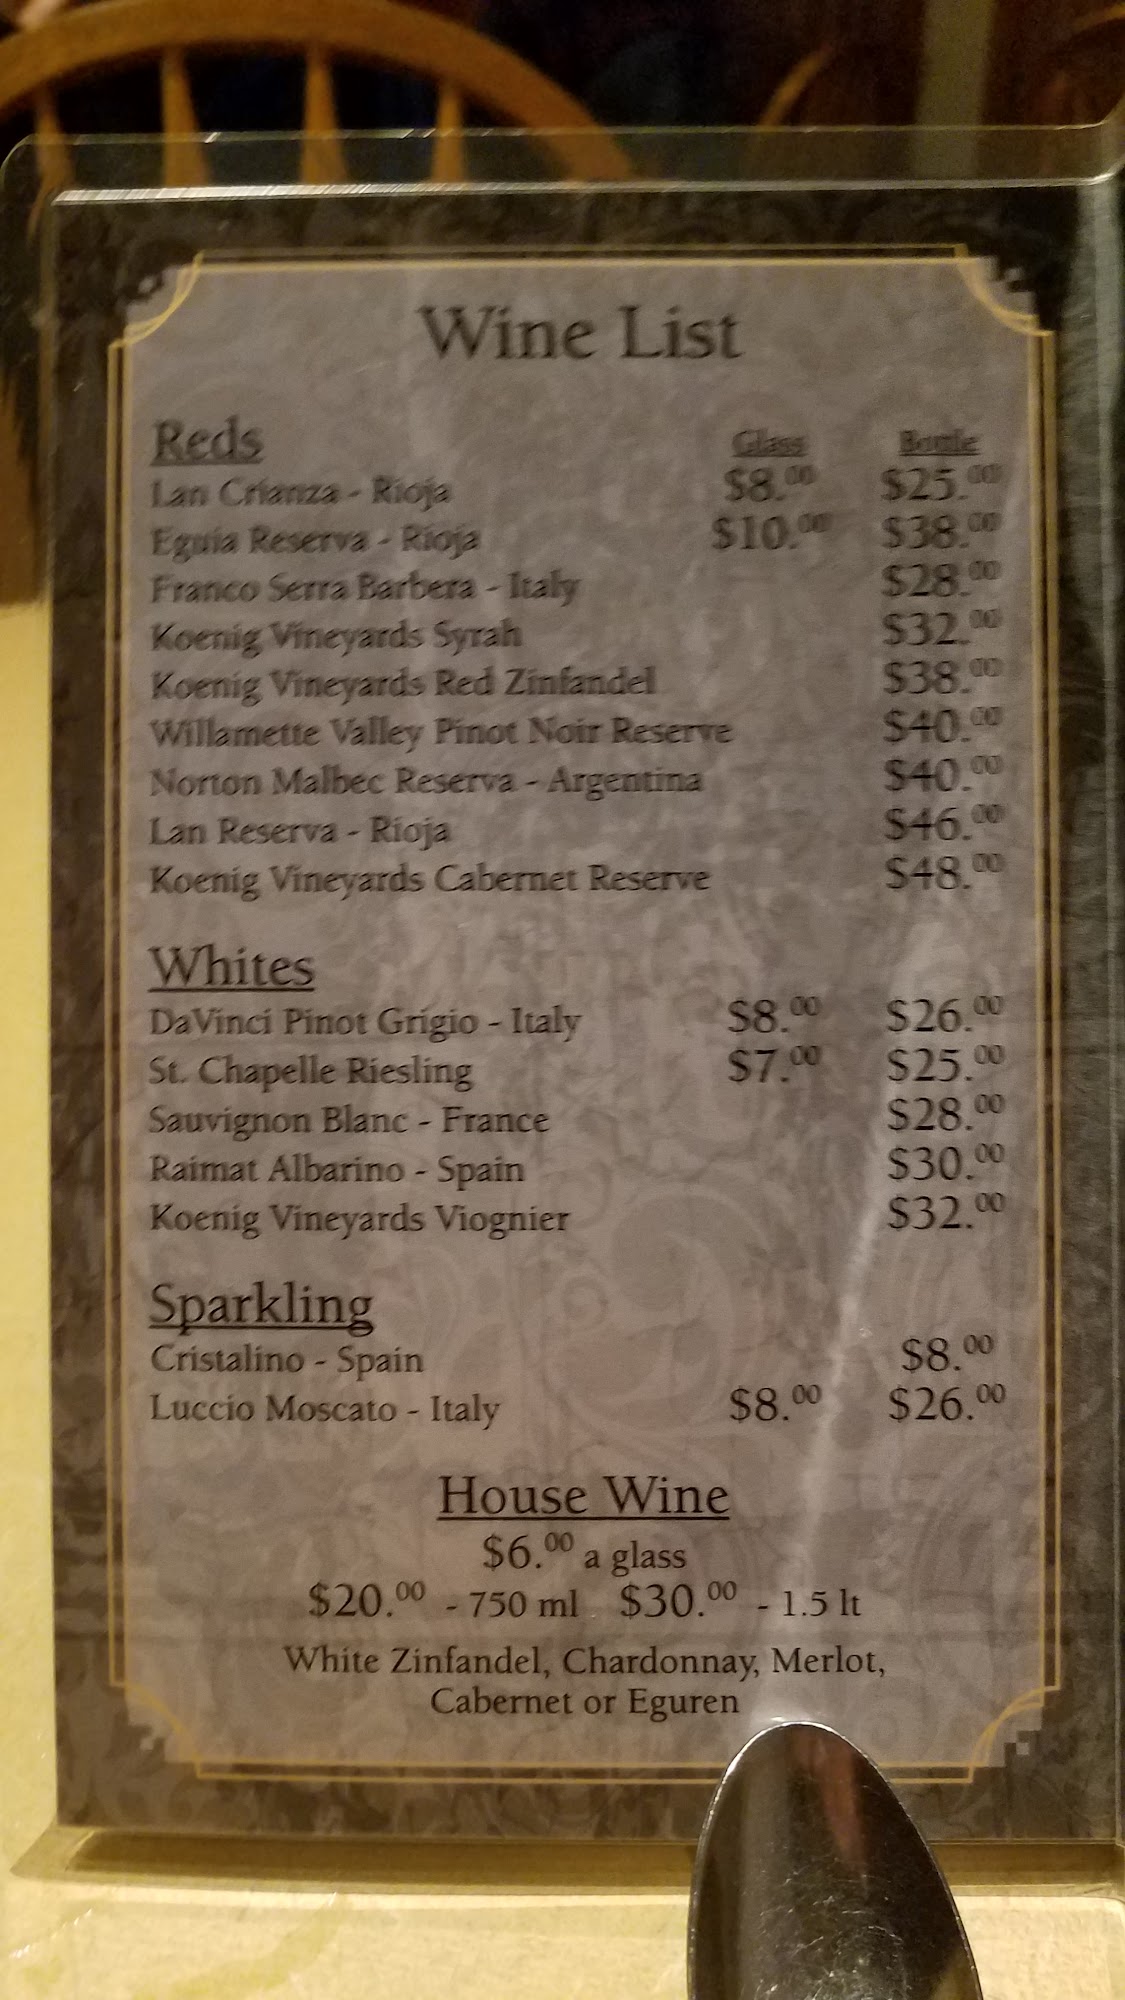 Wine List
Reds Glass Bottle
Lan Crianza - Rioja $8.00 $25.00
Eguia Reserva - Rioja $10.00 $38.00
Franco Serra Barbera - Italy $28.00
Koenig Vineyards Syrah $32.00
Koenig Vineyards Red Zinfandel $38.00
Willamette Valley Pinot Noir Reserve $40.00
Norton Malbec Reserva - Argentina $40.00
Lan Reserva - Rioja $46.00
Koenig Vineyards Cabernet Reserve $48.00
Whites
DaVinci Pinot Grigio - Italy $8.00 $26.00
St. Chapelle Riesling $7.00 $25.00
Sauvignon Blanc - France $28.00
Raimat Albarino - Spain $30.00
Koenig Vineyards Viognier $32.00
Sparkling
Cristalino - Spain $8.00
Luccio Moscato - Italy $8.00 $26.00
House Wine
$6.00 a glass
$20.00 - 750 ml $30.00 - 1.5 lt
White Zinfandel, Chardonnay, Merlot,
Cabernet or Eguren